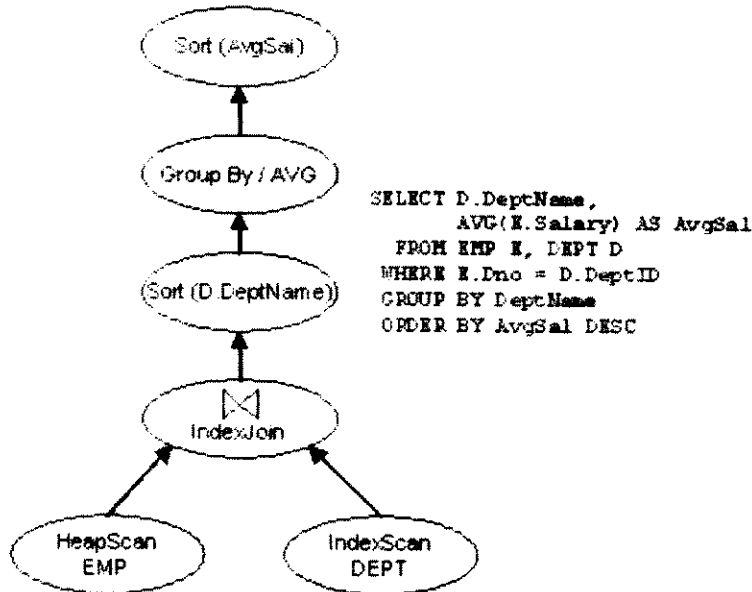 Sort (AvgSal)
Group By / AVG
SELECT D.DeptName,
AVG(E.Salary) AS AvgSal
FROM EMP E, DEPT D
WHERE E.Dno = D.DeptID
GROUP BY DeptName
ORDER BY AvgSal DESC
(Sort (D.DeptName))
IndexJoin
HeapScan
EMP
IndexScan
DEPT